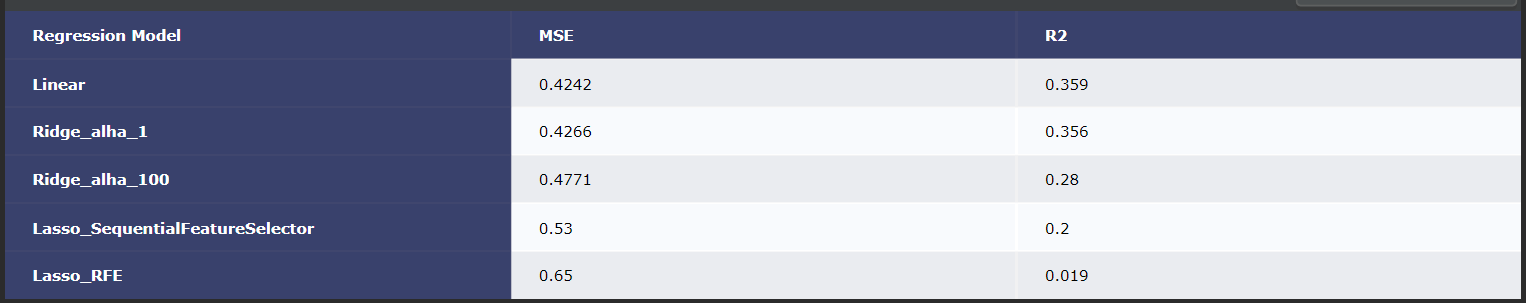 Regression Model MSE R2
Linear 0.4242 0.359
Ridge_alha_1 0.4266 0.356
Ridge_alha_100 0.4771 0.28
Lasso_SequentialFeatureSelector 0.53 0.2
Lasso_RFE 0.65 0.019